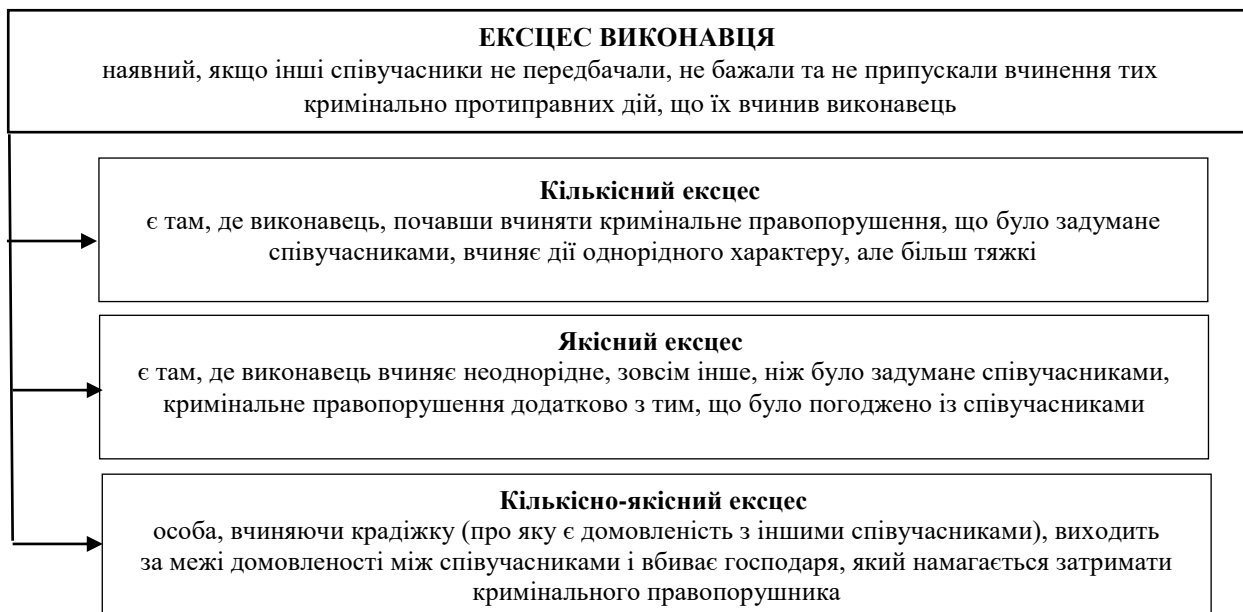 ЕКСЦЕС ВИКОНАВЦЯ
наявний, якщо інші співучасники не передбачали, не бажали та не припускали вчинення тих
кримінально протиправних дій, що їх вчинив виконавець
Кількісний ексцес
є там, де виконавець, почавши вчиняти кримінальне правопорушення, що було задумане
співучасниками, вчиняє дії однорідного характеру, але більш тяжкі
Якісний ексцес
є там, де виконавець вчиняє неоднорідне, зовсім інше, ніж було задумане співучасниками,
кримінальне правопорушення додатково з тим, що було погоджено із співучасниками
Кількісно-якісний ексцес
особа, вчиняючи крадіжку (про яку є домовленість з іншими співучасниками), виходить
за межі домовленості між співучасниками і вбиває господаря, який намагається затримати
кримінального правопорушника